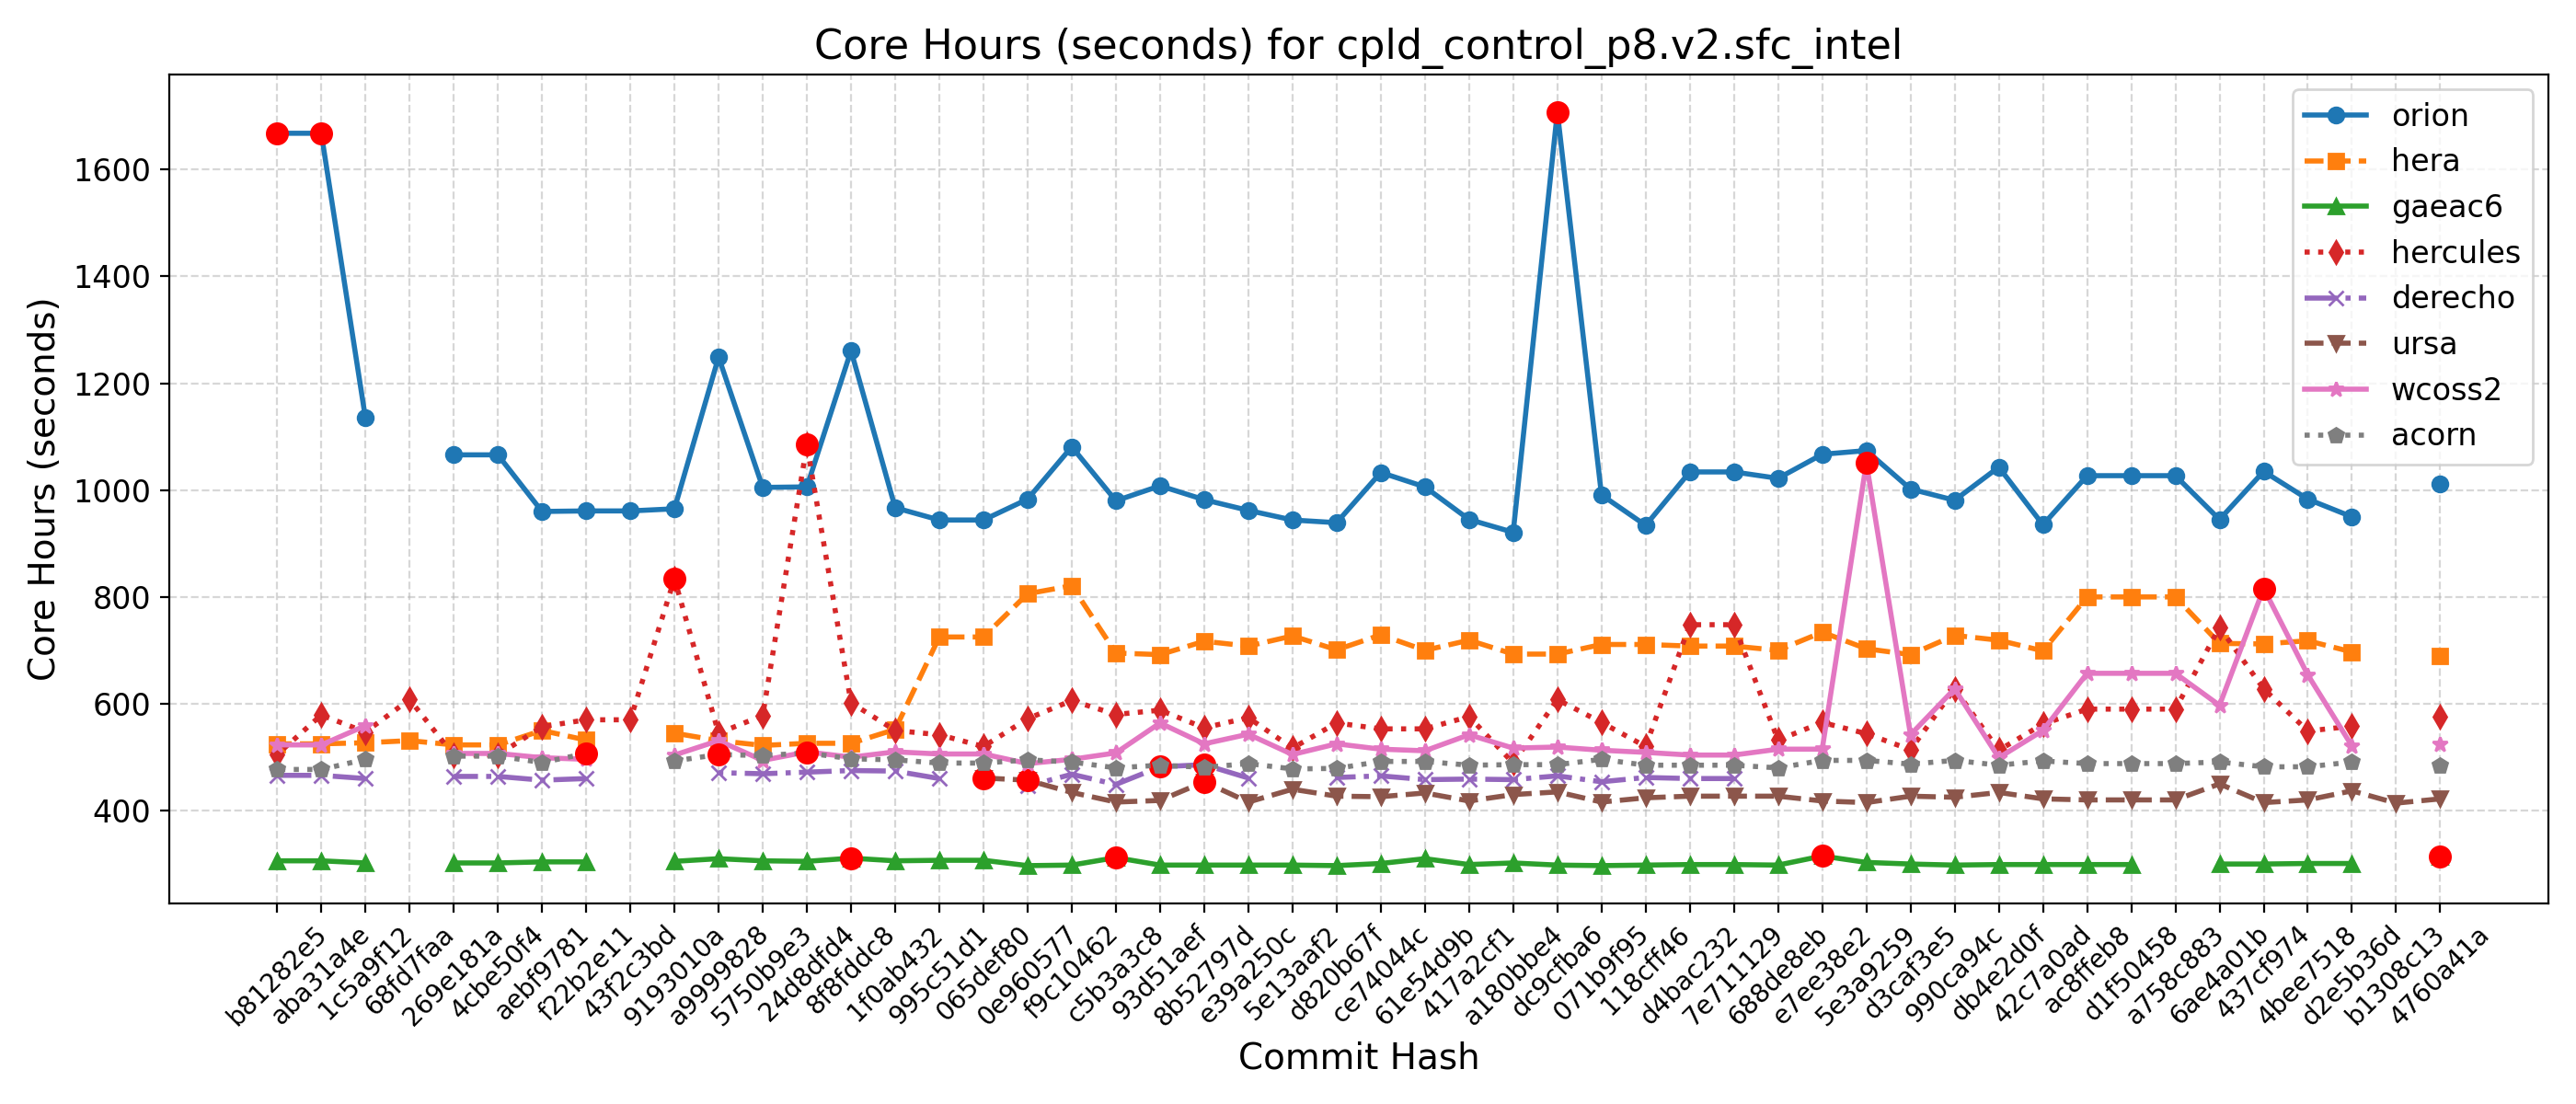 Core Hours (seconds) for cpld_control_p8.v2.sfc_intel
Core Hours (seconds)
1600
1400
1200
1000
800
600
400
orion
hera
gaeac6
hercules
derecho
ursa
wcoss2
acorn
b81282e5
aba31a4e
1c5a9f12
68fd7faa
269e181a
4cbe50f4
aebf9781
f22b2e11
43f2c3bd
9193010a
a9999828
5750b9e3
24d8dfd4
8f8fddc8
1f0ab432
995c51d1
065def80
0e960577
f9c10462
c5b3a3c8
93d51aef
8b52797d
e39a250c
5e13aaf2
d820b67f
ce74044c
61e54d9b
417a2cf1
a180bbe4
dc9cfba6
071b9f95
118cff46
d4bac232
7e711129
688de8eb
e7ee38e2
5e3a9259
d3caf3e5
990ca94c
db4e2d0f
42c7a0ad
ac8ffeb8
d1f50458
a758c883
6ae4a01b
437cf974
4bee7518
d2e5b36d
b1308c13
4760a41a
Commit Hash